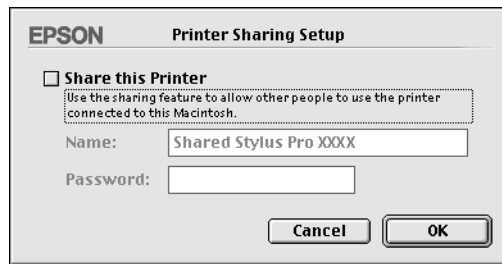 EPSON Printer Sharing Setup
Share this Printer
Use the sharing feature to allow other people to use the printer
connected to this Macintosh.
Name: Shared Stylus Pro XXXX
Password:
Cancel OK